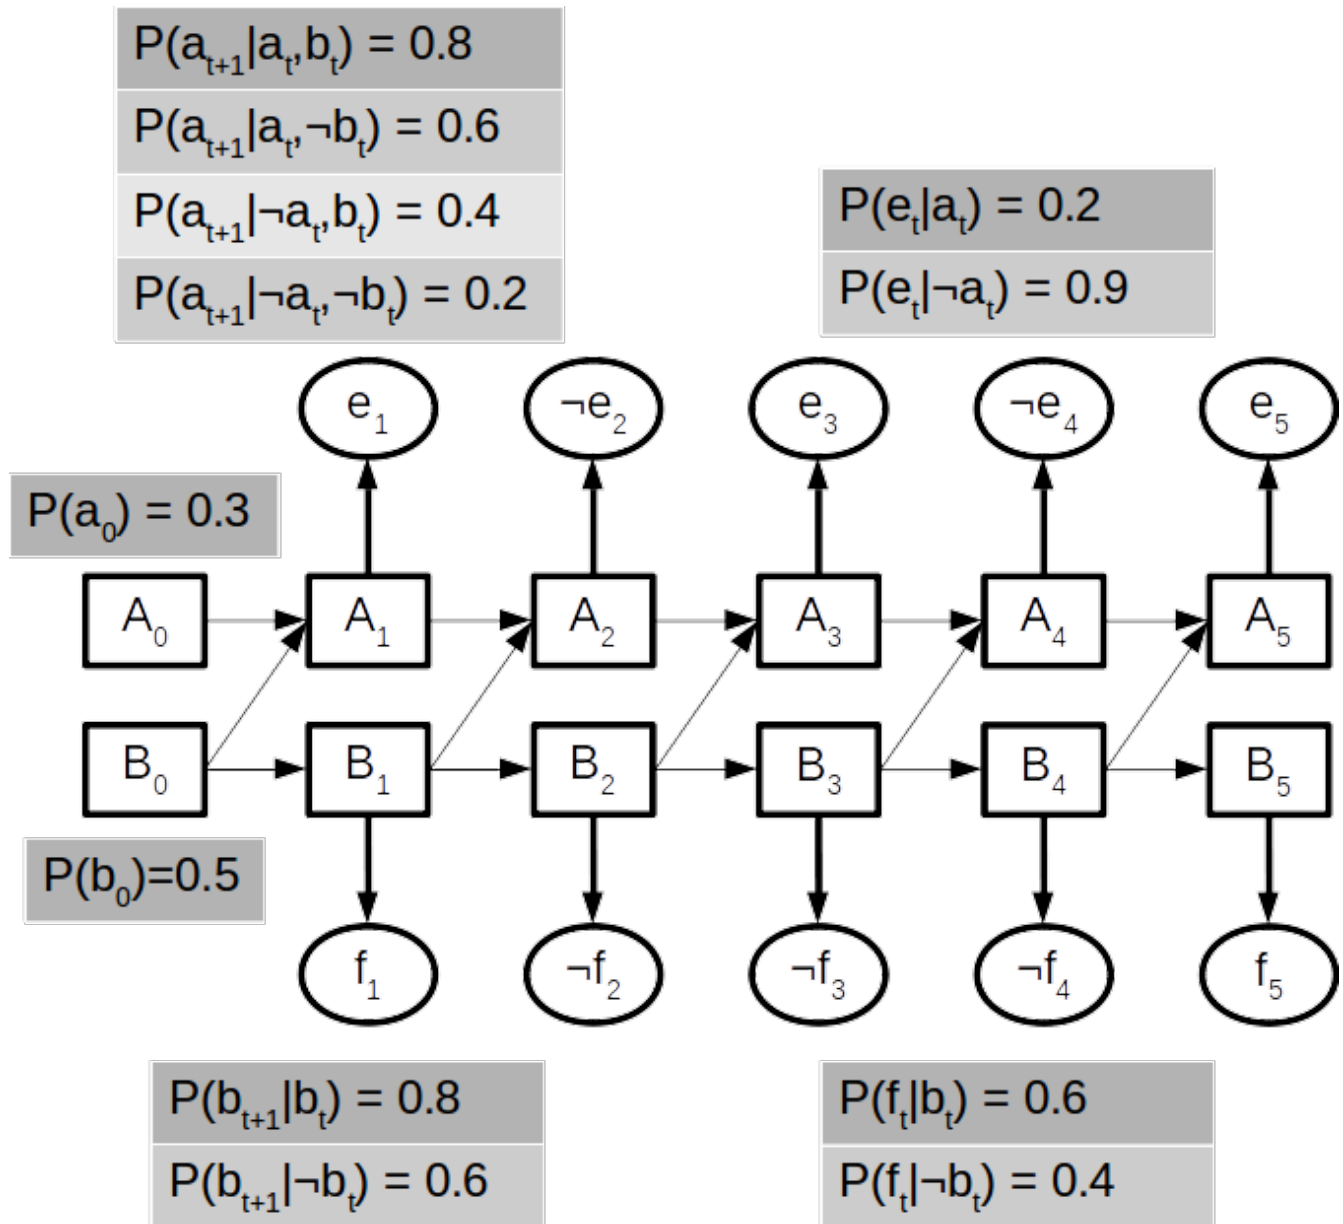 P(a_{t+1}|a_t,b_t) = 0.8
P(a_{t+1}|a_t,¬b_t) = 0.6
P(a_{t+1}|¬a_t,b_t) = 0.4
P(a_{t+1}|¬a_t,¬b_t) = 0.2
P(e_t|a_t) = 0.2
P(e_t|¬a_t) = 0.9
e_1 ¬e_2 e_3 ¬e_4 e_5
P(a_0) = 0.3
A_0 A_1 A_2 A_3 A_4 A_5
B_0 B_1 B_2 B_3 B_4 B_5
P(b_0)=0.5
f_1 ¬f_2 ¬f_3 ¬f_4 f_5
P(b_{t+1}|b_t) = 0.8
P(b_{t+1}|¬b_t) = 0.6
P(f_t|b_t) = 0.6
P(f_t|¬b_t) = 0.4